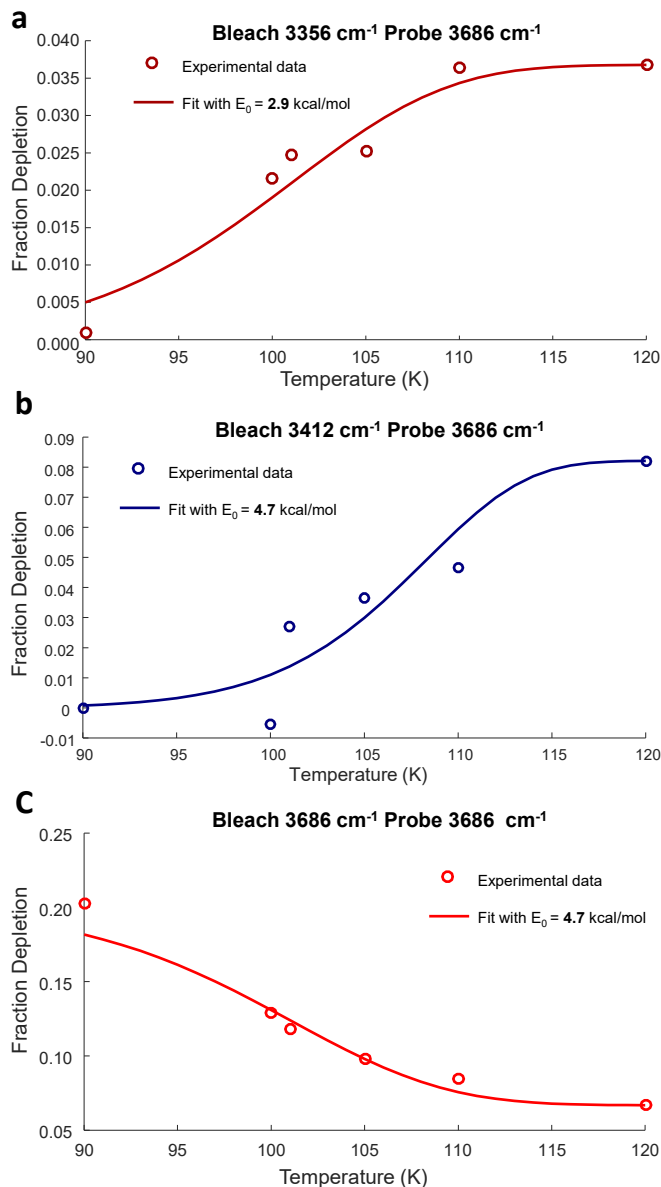 a
Bleach 3356 cm⁻¹ Probe 3686 cm⁻¹
0.040
0.035
0.030
0.025
0.020
0.015
0.010
0.005
0.000
Fraction Depletion
Experimental data
Fit with E₀ = 2.9 kcal/mol
90
95
100
105
110
115
120
Temperature (K)
b
Bleach 3412 cm⁻¹ Probe 3686 cm⁻¹
0.09
0.08
0.07
0.06
0.05
0.04
0.03
0.02
0.01
0
-0.01
Fraction Depletion
Experimental data
Fit with E₀ = 4.7 kcal/mol
90
95
100
105
110
115
120
Temperature (K)
C
Bleach 3686 cm⁻¹ Probe 3686 cm⁻¹
0.25
0.20
0.15
0.10
0.05
Fraction Depletion
Experimental data
Fit with E₀ = 4.7 kcal/mol
90
95
100
105
110
115
120
Temperature (K)